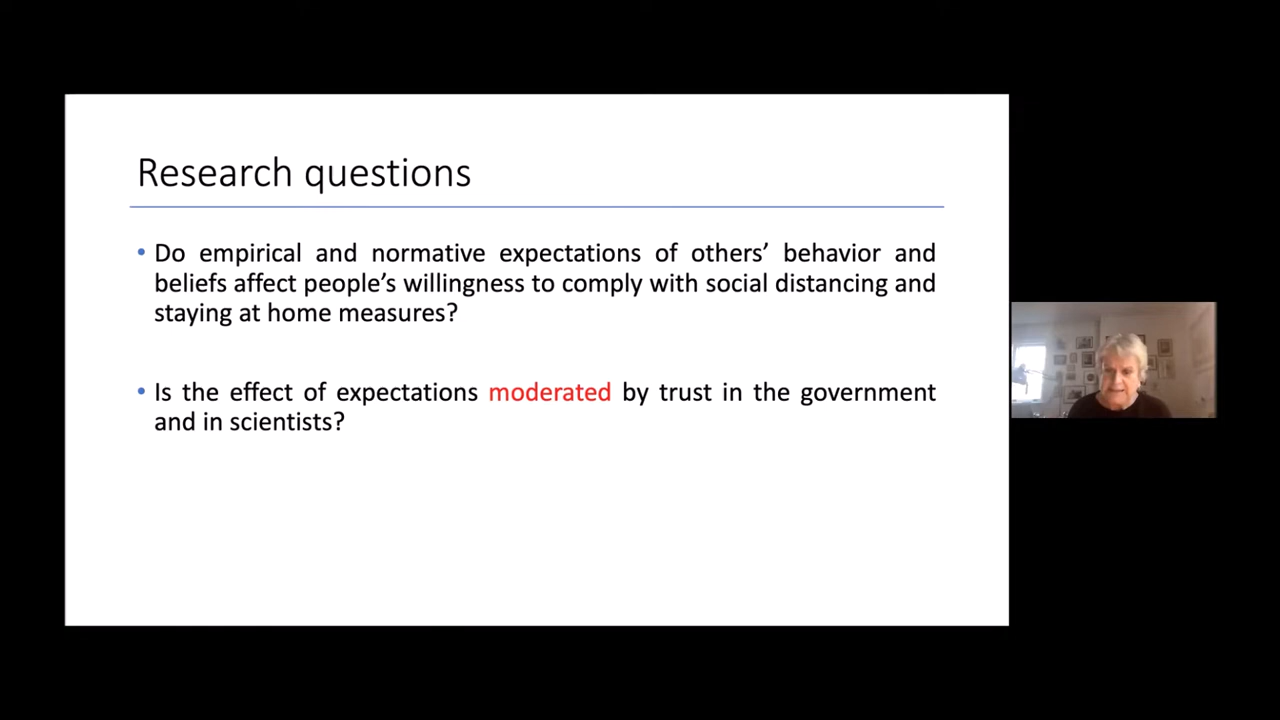 Research questions
• Do empirical and normative expectations of others’ behavior and
beliefs affect people’s willingness to comply with social distancing and
staying at home measures?
• Is the effect of expectations moderated by trust in the government
and in scientists?